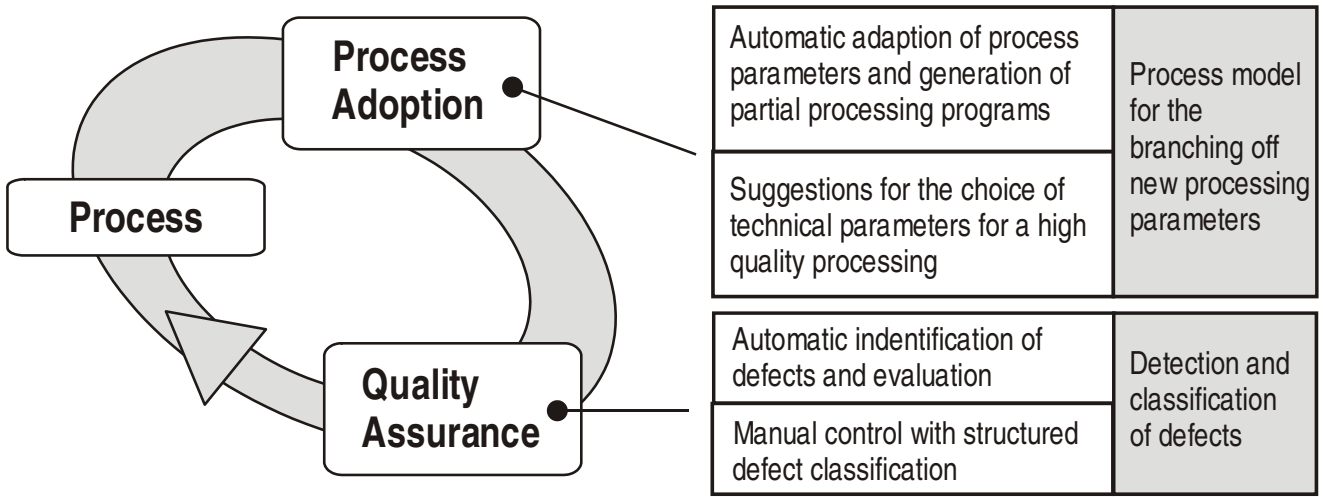 Process
Adoption
Process
Quality
Assurance
Automatic adaption of process
parameters and generation of
partial processing programs
Suggestions for the choice of
technical parameters for a high
quality processing
Process model
for the
branching off
new processing
parameters
Automatic indentification of
defects and evaluation
Manual control with structured
defect classification
Detection and
classification
of defects